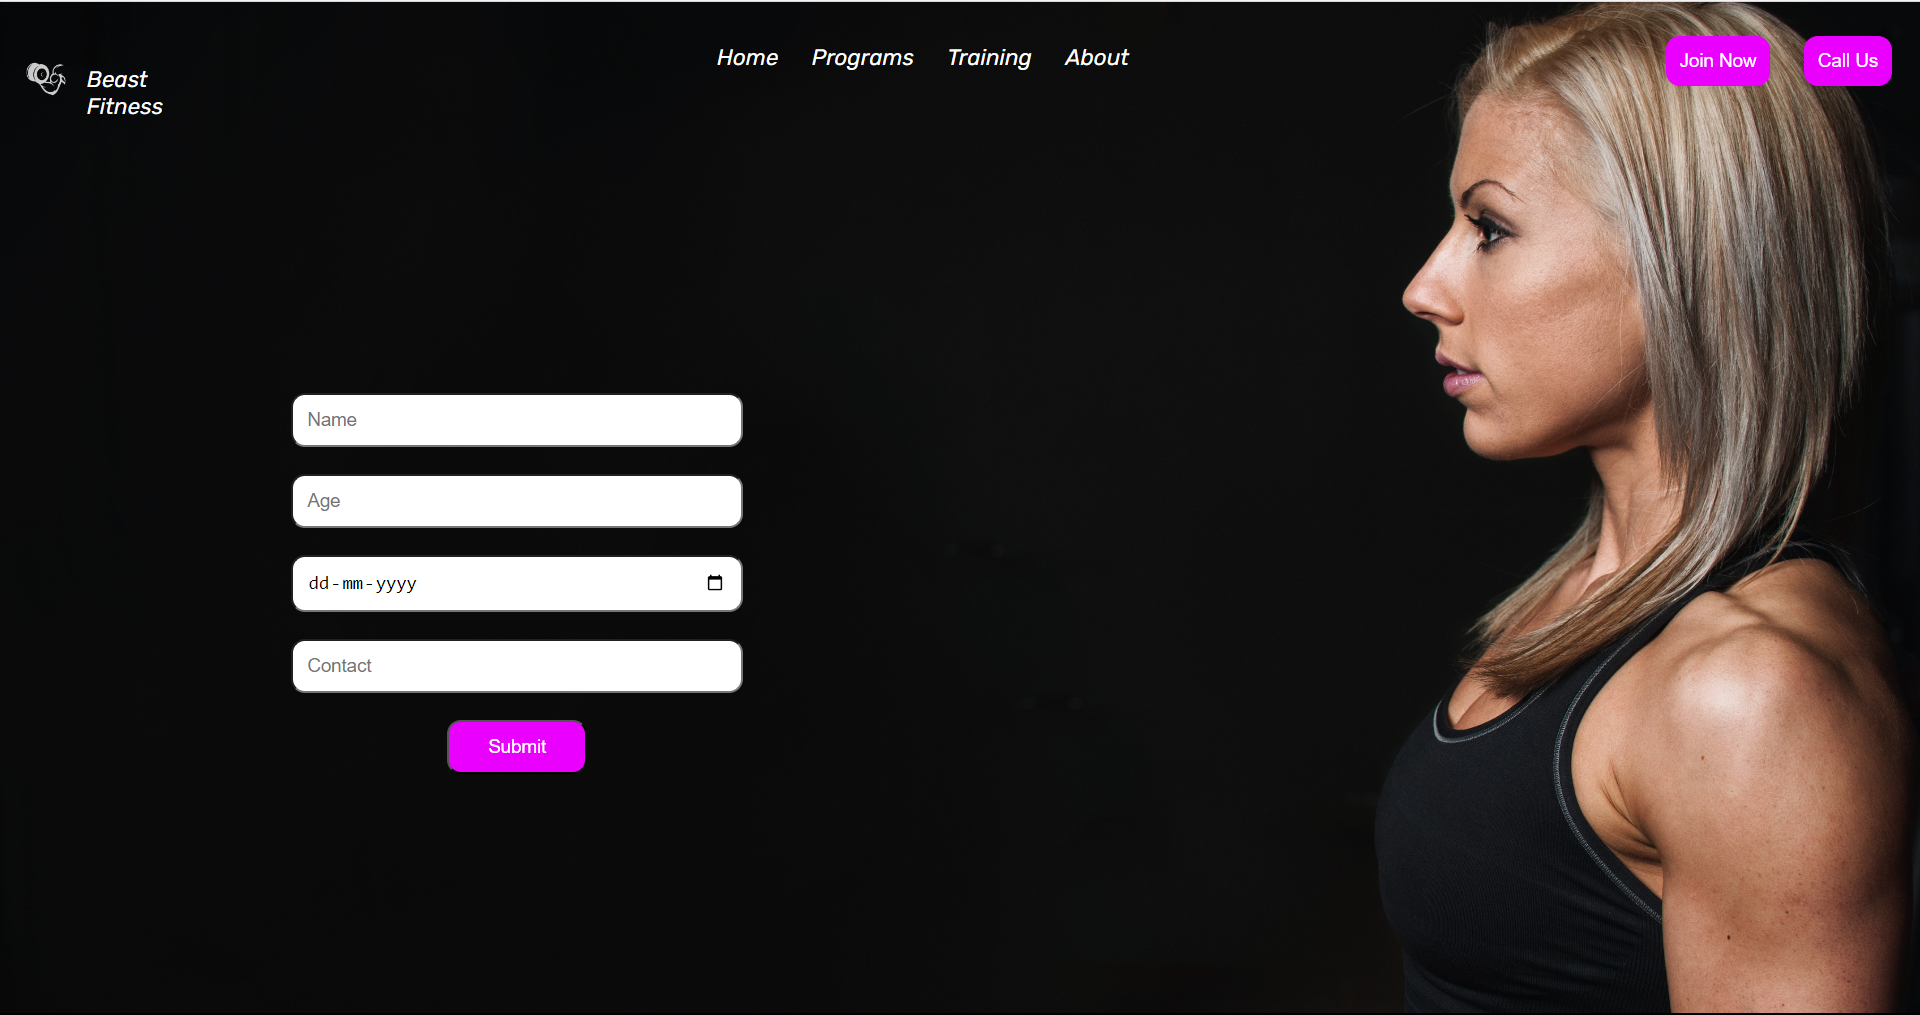 Home Programs Training About
Join Now Call Us
Beast
Fitness
Name
Age
dd-mm-yyyy
Contact
Submit